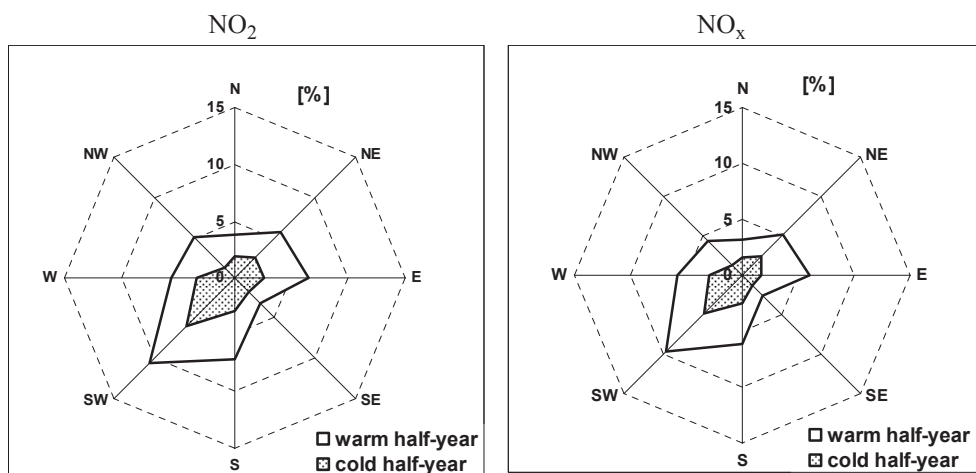 NO₂
N
[%]
15
NW
NE
10
5
W
0
E
SW
SE
S
warm half-year
cold half-year
NOₓ
N
[%]
15
NW
NE
10
5
W
0
E
SW
SE
S
warm half-year
cold half-year